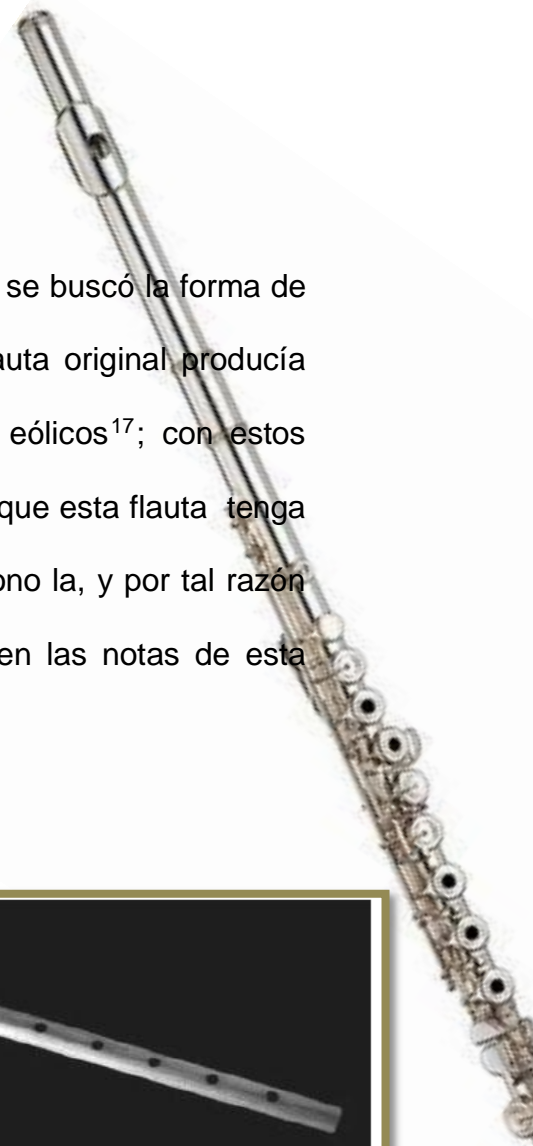 se buscó la forma de
auta original producía
eólicos¹⁷; con estos
que esta flauta tenga
ono la, y por tal razón
en las notas de esta